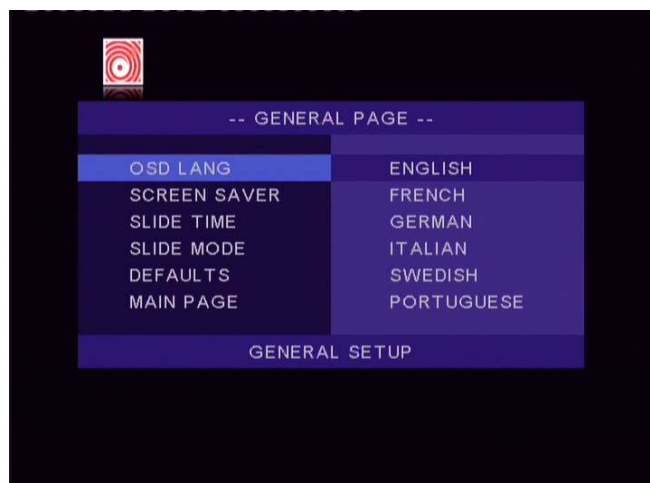 -- GENERAL PAGE --
OSD LANG ENGLISH
SCREEN SAVER FRENCH
SLIDE TIME GERMAN
SLIDE MODE ITALIAN
DEFAULTS SWEDISH
MAIN PAGE PORTUGUESE
GENERAL SETUP